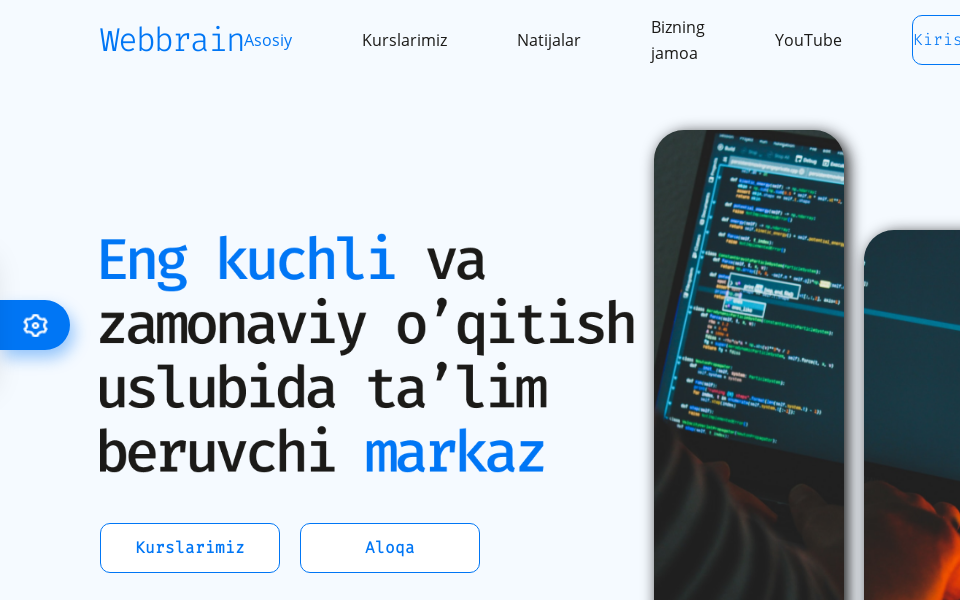 Webbrain
Asosiy
Kurslarimiz
Natijalar
Bizning
jamoa
YouTube
Eng kuchli va
zamonaviy o’qitish
uslubida ta’lim
beruvchi markaz
Kurslarimiz
Aloqa